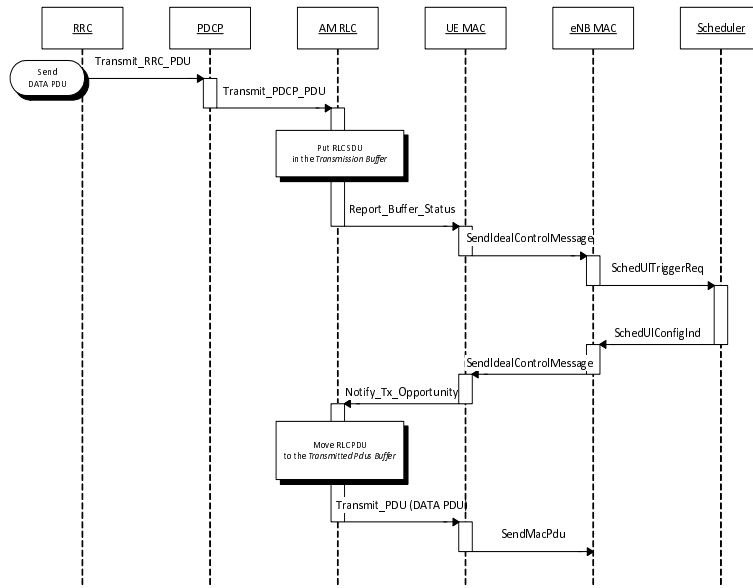 RRC
PDCP
AM RLC
UE MAC
eNB MAC
Scheduler
Send
DATA PDU
Transmit_RRC_PDU
Transmit_PDCP_PDU
Put RLC SDU
in the Transmission Buffer
Report_Buffer_Status
SendIdealControlMessage
SchedUlTriggerReq
SchedUlConfigInd
SendIdealControlMessage
Notify_Tx_Opportunity
Move RLC PDU
to the Transmitted Pdus Buffer
Transmit_PDU (DATA PDU)
SendMacPdu